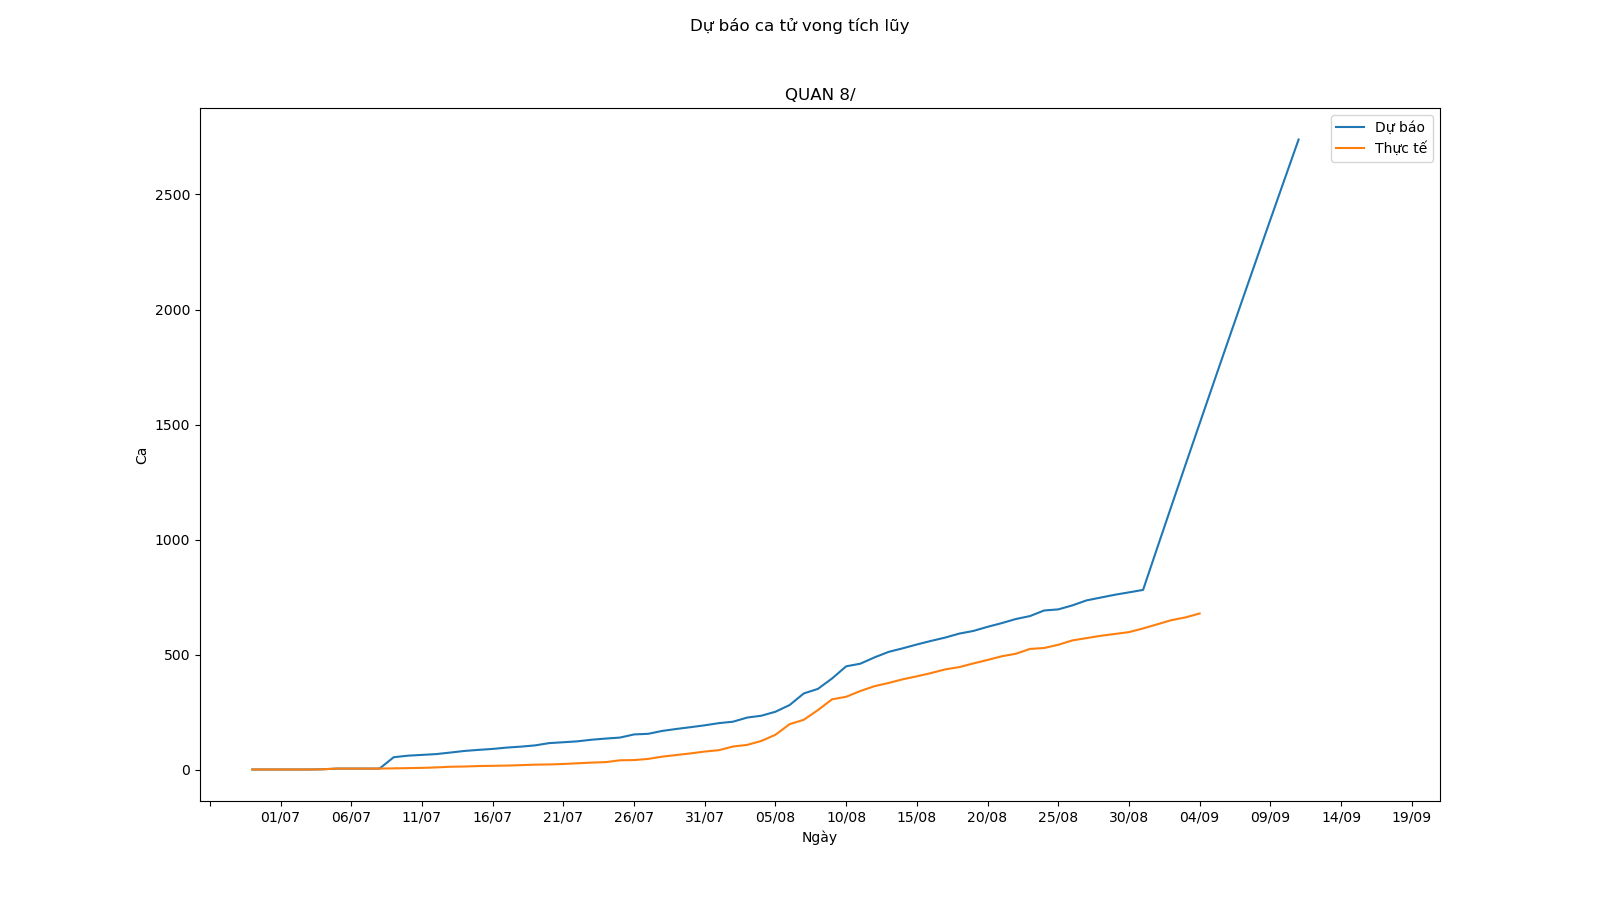 Dự báo ca tử vong tích lũy
QUAN 8/
Dự báo
Thực tế
2500
2000
1500
1000
500
0
Ca
01/07 06/07 11/07 16/07 21/07 26/07 31/07 05/08 10/08 15/08 20/08 25/08 30/08 04/09 09/09 14/09 19/09
Ngày